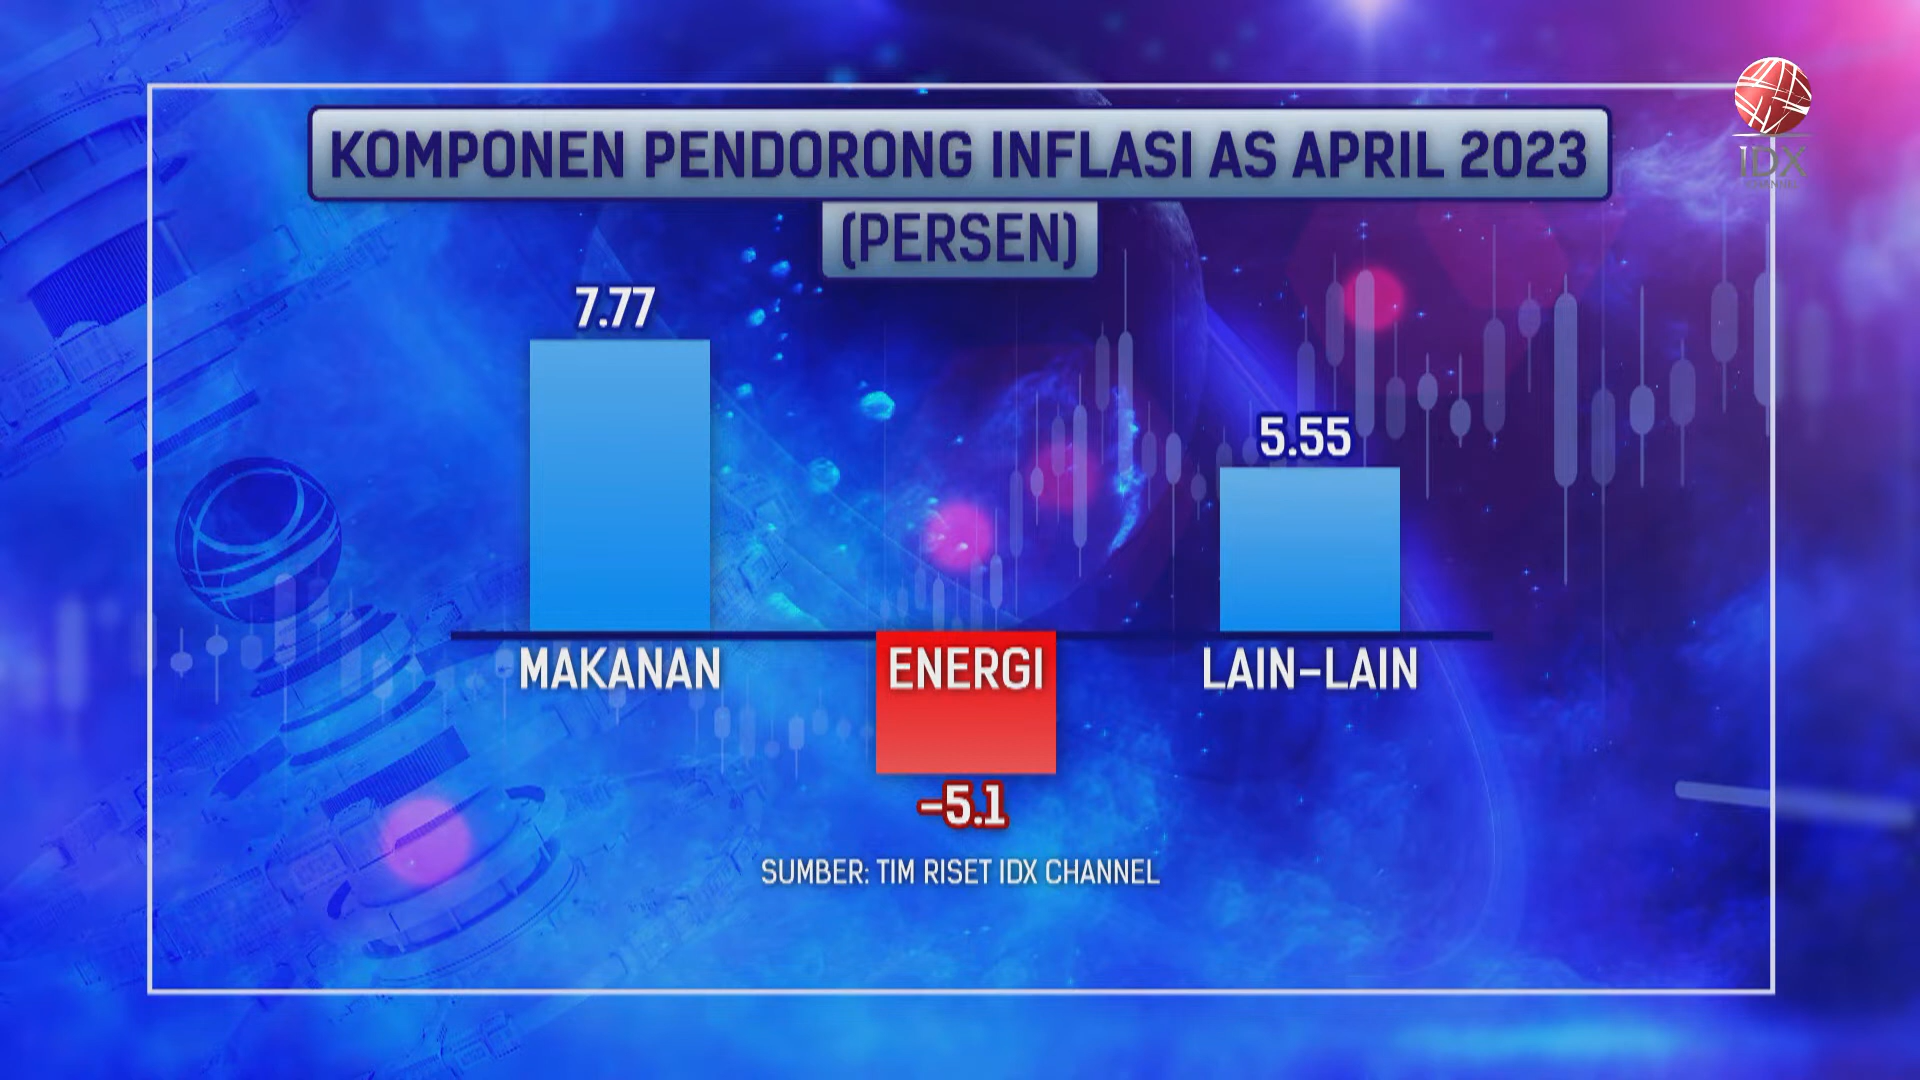 KOMPONEN PENDORONG INFLASI AS APRIL 2023
(PERSEN)
IDX
CHANNEL
7.77
5.55
MAKANAN
ENERGI
LAIN-LAIN
-5.1
SUMBER: TIM RISET IDX CHANNEL